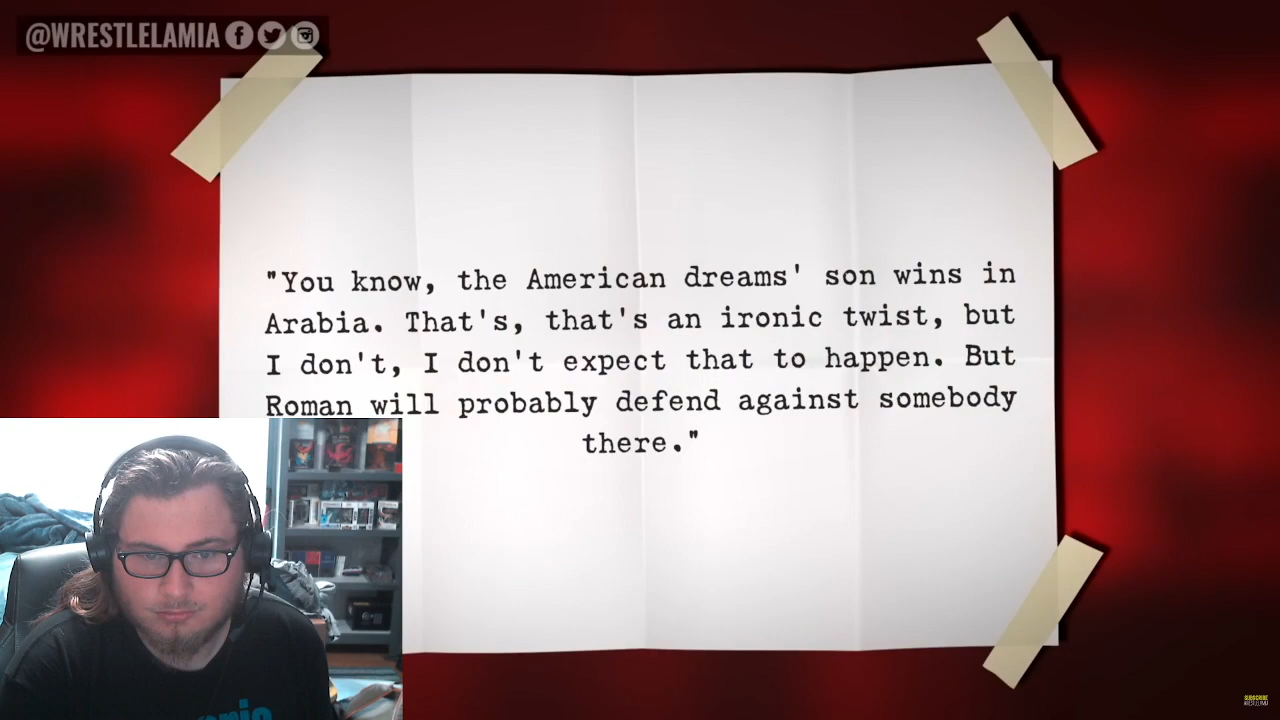 @WRESTLELAMIA
"You know, the American dreams' son wins in
Arabia. That's, that's an ironic twist, but
I don't, I don't expect that to happen. But
Roman will probably defend against somebody
there."
SUBSCRIBE